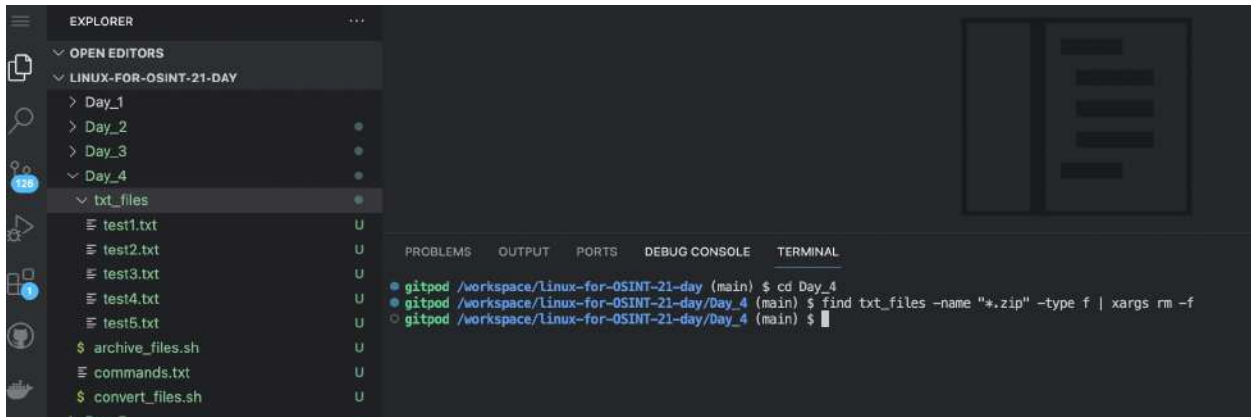 EXPLORER
OPEN EDITORS
LINUX-FOR-OSINT-21-DAY
Day_1
Day_2
Day_3
Day_4
126
txt_files
test1.txt U
test2.txt U
test3.txt U
test4.txt U
1
test5.txt U
$ archive_files.sh U
commands.txt U
$ convert_files.sh U
PROBLEMS OUTPUT PORTS DEBUG CONSOLE TERMINAL
gitpod /workspace/linux-for-OSINT-21-day (main) $ cd Day_4
gitpod /workspace/linux-for-OSINT-21-day/Day_4 (main) $ find txt_files -name "*.zip" -type f | xargs rm -f
gitpod /workspace/linux-for-OSINT-21-day/Day_4 (main) $